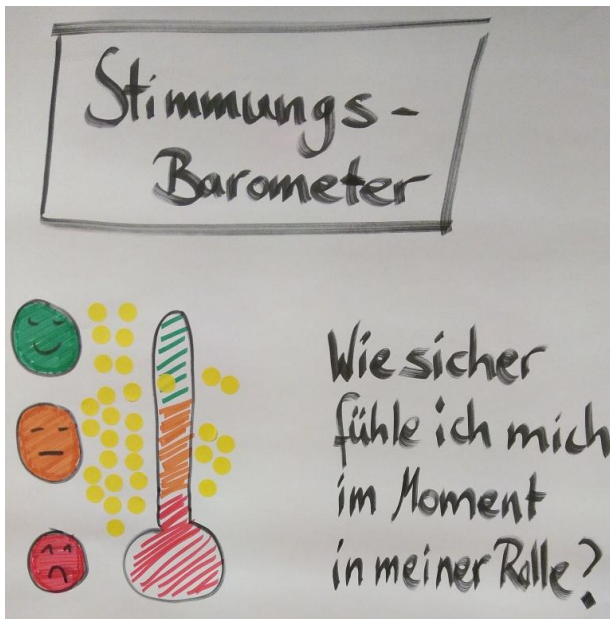 Stimmungs-
Barometer
Wie sicher
fühle ich mich
im Moment
in meiner Rolle?